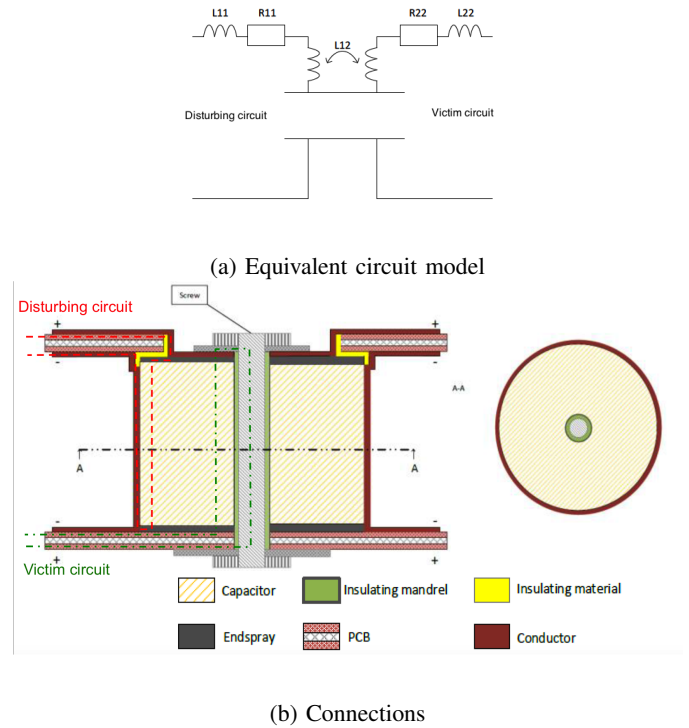 L11 R11 R22 L22
L12
Disturbing circuit Victim circuit
(a) Equivalent circuit model
Screw
Disturbing circuit
+ +
- -
A-A
A A
- -
+ +
Victim circuit
Capacitor Insulating mandrel Insulating material
Endspray PCB Conductor
(b) Connections